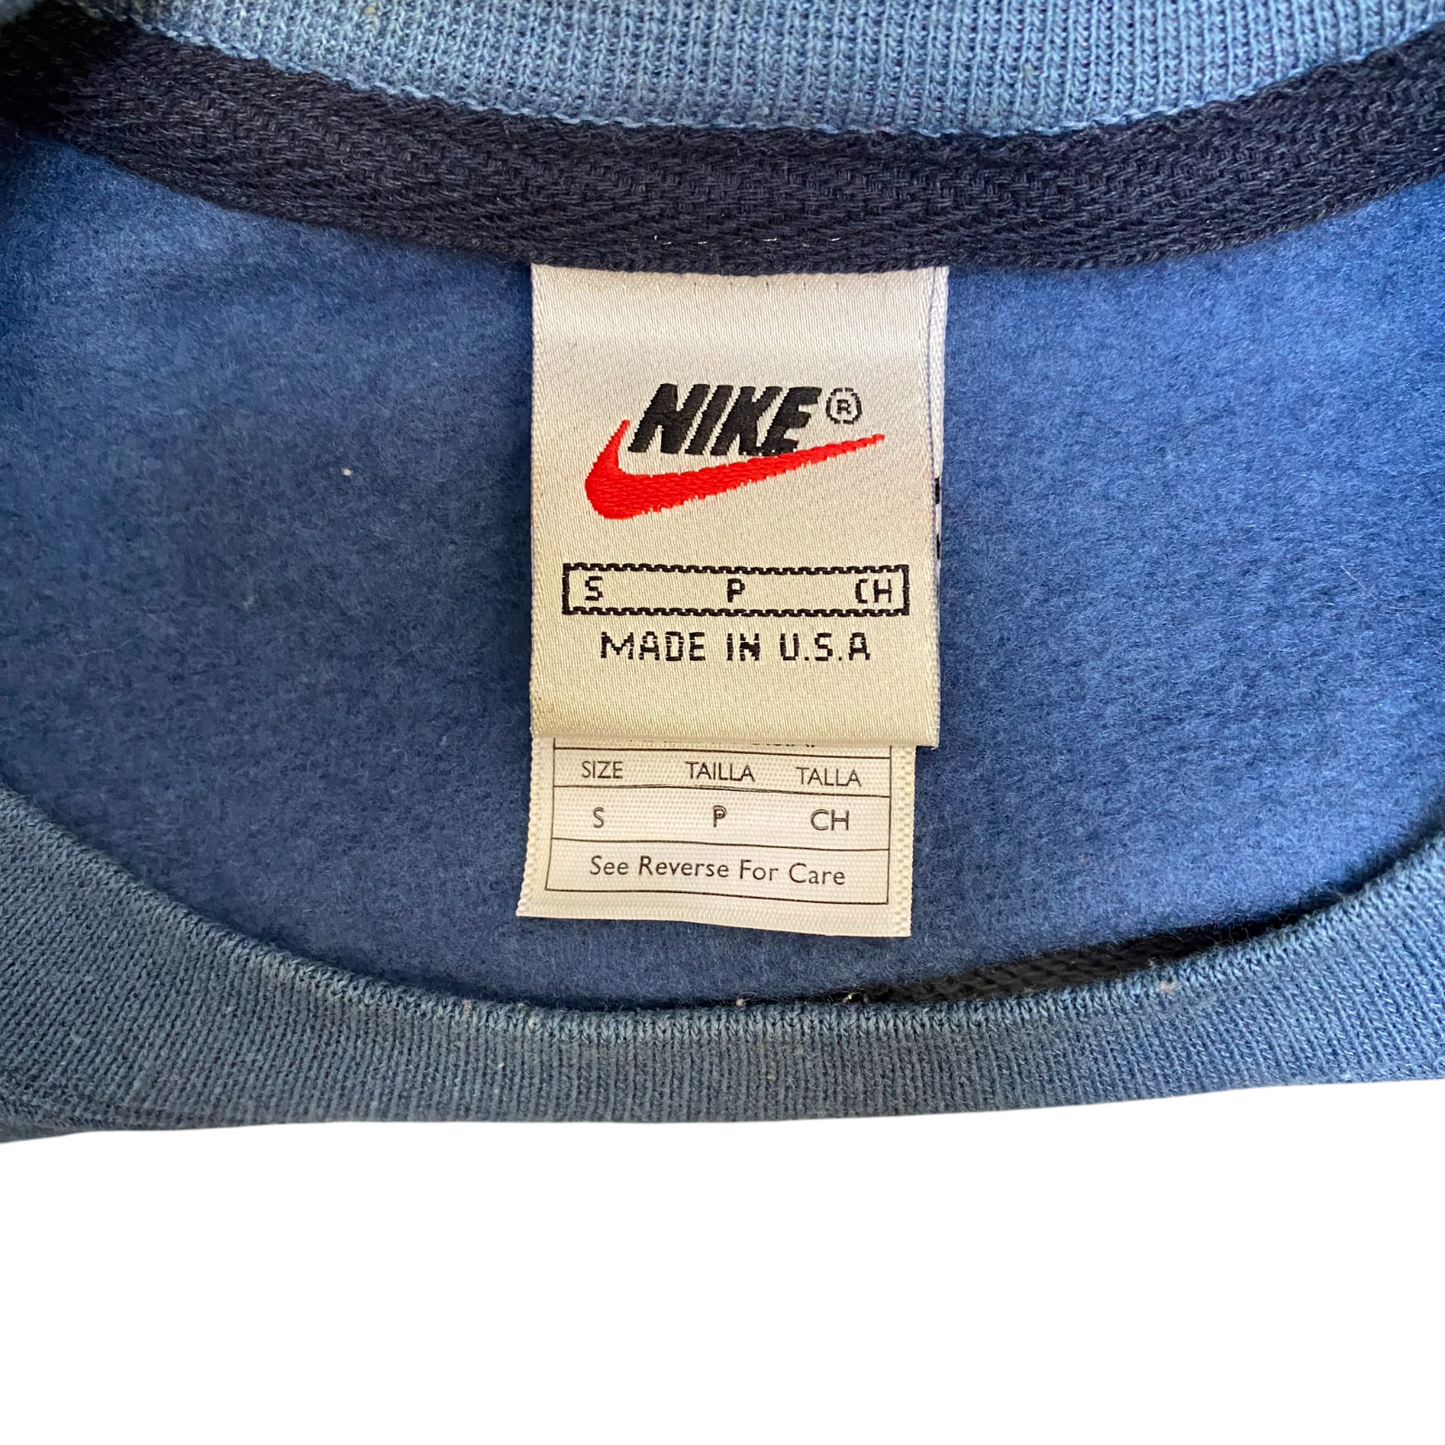 NIKE®
S P CH
MADE IN U.S.A
SIZE TAILLA TALLA
S P CH
See Reverse For Care